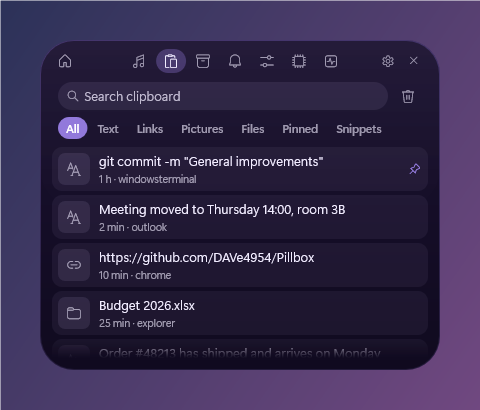 Search clipboard
All Text Links Pictures Files Pinned Snippets
git commit -m "General improvements"
1 h · windowsterminal
Meeting moved to Thursday 14:00, room 3B
2 min · outlook
https://github.com/DAVe4954/Pillbox
10 min · chrome
Budget 2026.xlsx
25 min · explorer
Order #48213 has shipped and arrives on Monday